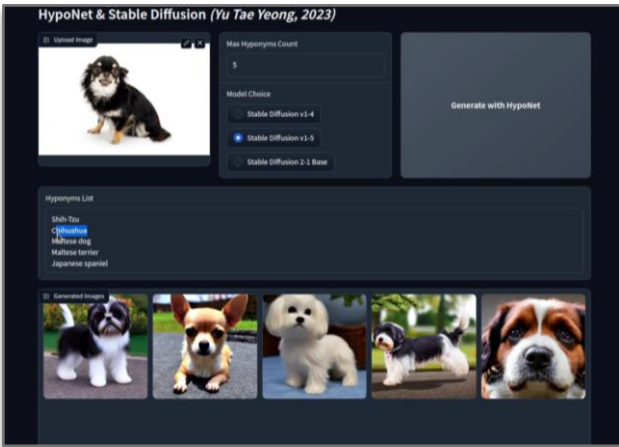 HypoNet & Stable Diffusion (Yu Tae Yeong, 2023)
Upload Image
Max Hyponyms Count
5
Model Choice
Stable Diffusion v1-4
Stable Diffusion v1-5
Stable Diffusion 2-1 Base
Generate with HypoNet
Hyponyms List
Shih-Tzu
Chihuahua
Maltese dog
Maltese terrier
Japanese spaniel
Generated Images